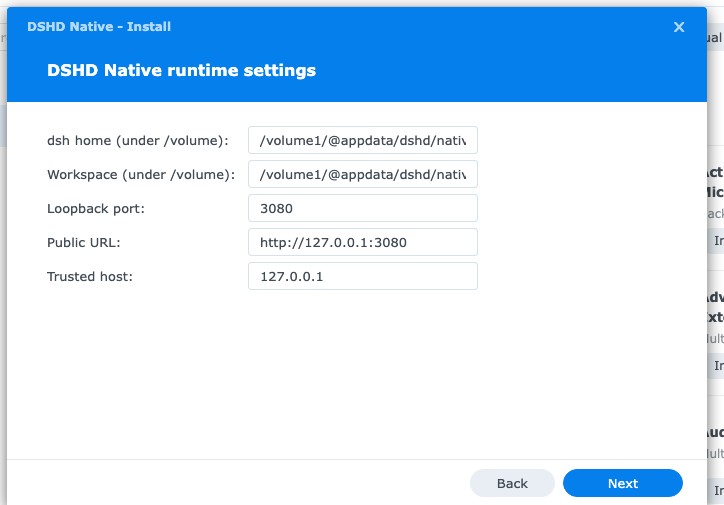 DSHD Native - Install
DSHD Native runtime settings
dsh home (under /volume): /volume1/@appdata/dshd/nativ
Workspace (under /volume): /volume1/@appdata/dshd/nativ
Loopback port: 3080
Public URL: http://127.0.0.1:3080
Trusted host: 127.0.0.1
Back Next